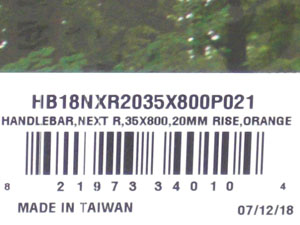 HB18NXR2035X800P021
HANDLEBAR,NEXT R,35X800,20MM RISE,ORANGE
8 21973 34010 4
MADE IN TAIWAN 07/12/18